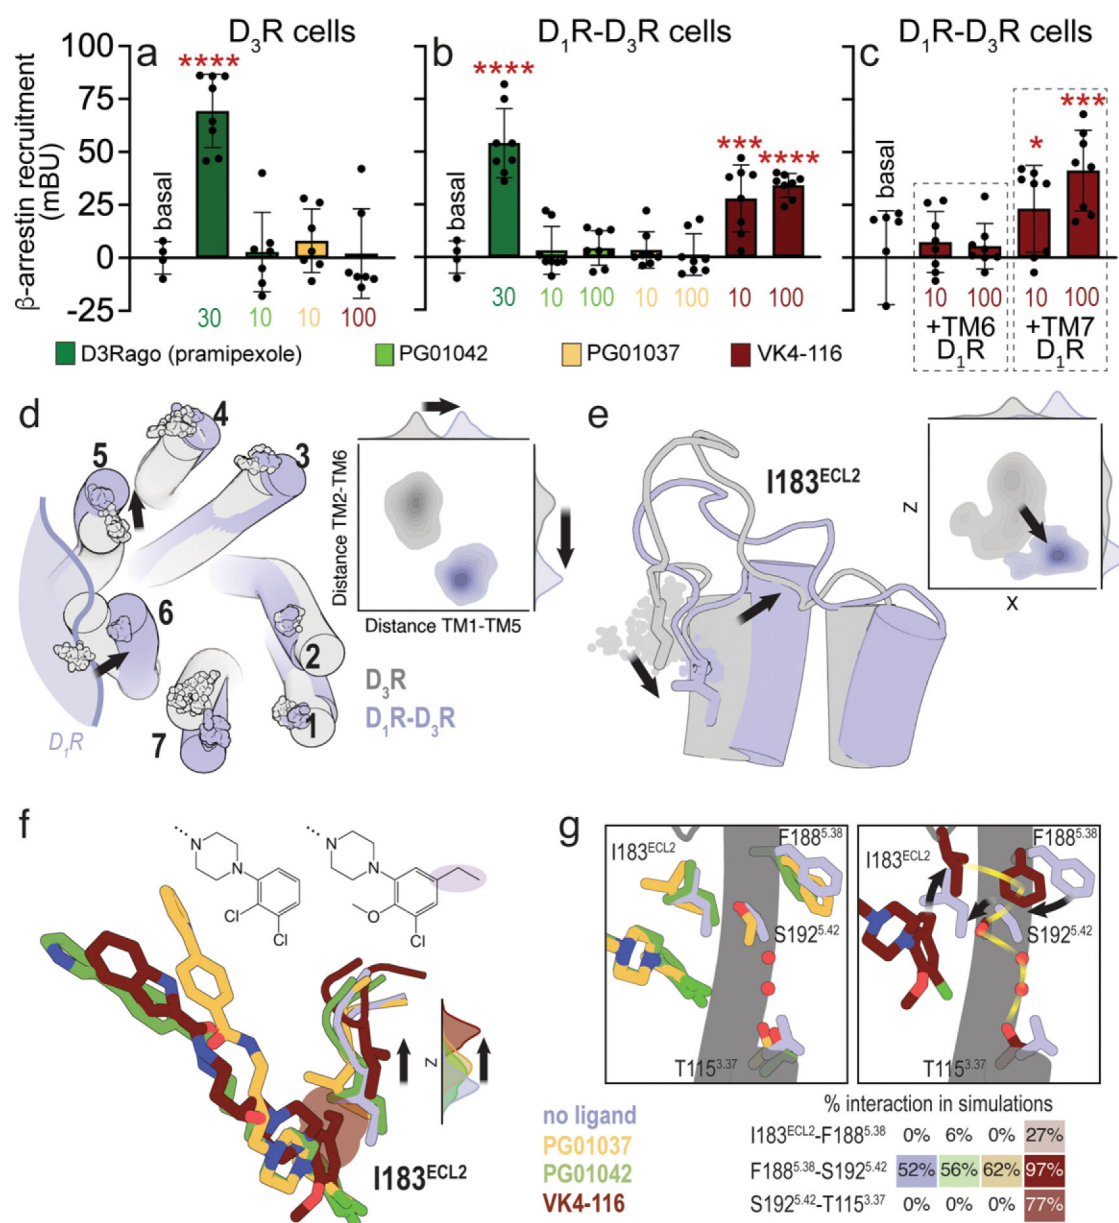 a
D3R cells
b
D1R-D3R cells
c
D1R-D3R cells
β-arrestin recruitment
(mBU)
100
75
50
25
0
-25
basal
****
30
10
10
100
basal
****
***
****
30
10
100
10
100
10
100
basal
*
***
10
100
10
100
+TM6
D1R
+TM7
D1R
D3Rago (pramipexole)
PG01042
PG01037
VK4-116
d
4
5
3
6
2
7
1
D1R
Distance TM2-TM6
Distance TM1-TM5
D3R
D1R-D3R
e
I183ECL2
Z
X
f
N
N
Cl
Cl
N
N
O
Cl
Z
I183ECL2
g
I183ECL2
F1885.38
S1925.42
T1153.37
I183ECL2
F1885.38
S1925.42
T1153.37
no ligand
PG01037
PG01042
VK4-116
% interaction in simulations
I183ECL2-F1885.38 0% 6% 0% 27%
F1885.38-S1925.42 52% 56% 62% 97%
S1925.42-T1153.37 0% 0% 0% 77%